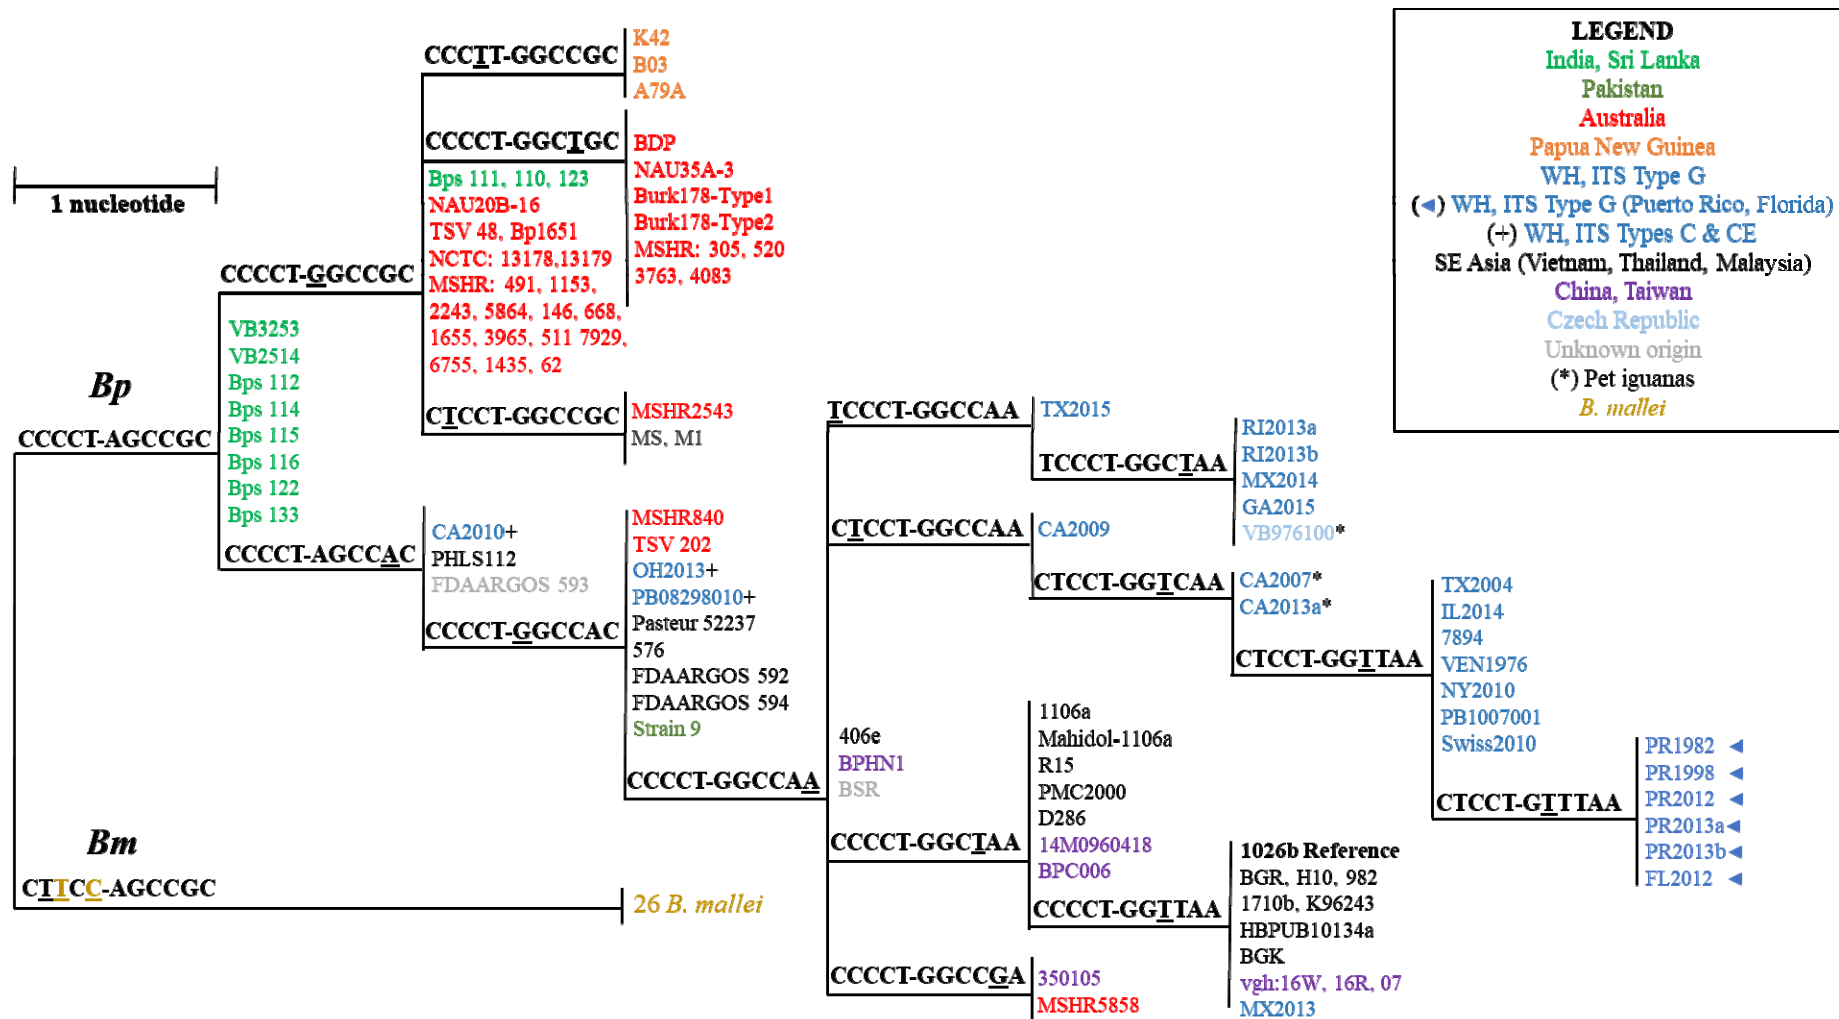 LEGEND
India, Sri Lanka
Pakistan
Australia
Papua New Guinea
WH, ITS Type G
(◄) WH, ITS Type G (Puerto Rico, Florida)
(+) WH, ITS Types C & CE
SE Asia (Vietnam, Thailand, Malaysia)
China, Taiwan
Czech Republic
Unknown origin
(*) Pet iguanas
B. mallei
1 nucleotide
Bp
CCCCT-AGCCGC
VB3253
VB2514
Bps 112
Bps 114
Bps 115
Bps 116
Bps 122
Bps 133
CCCCT-GGCCGC
CCCTT-GGCCGC
K42
B03
A79A
CCCCT-GGCTGC
BDP
NAU35A-3
Burk178-Type1
Burk178-Type2
MSHR: 305, 520
3763, 4083
Bps 111, 110, 123
NAU20B-16
TSV 48, Bp1651
NCTC: 13178,13179
MSHR: 491, 1153,
2243, 5864, 146, 668,
1655, 3965, 511 7929,
6755, 1435, 62
CTCCT-GGCCGC
MSHR2543
MS, M1
CCCCT-AGCCAC
CA2010+
PHLS112
FDAARGOS 593
CCCCT-GGCCAC
MSHR840
TSV 202
OH2013+
PB08298010+
Pasteur 52237
576
FDAARGOS 592
FDAARGOS 594
Strain 9
CCCCT-GGCCAA
406e
BPHN1
BSR
TCCCT-GGCCAA
TX2015
TCCCT-GGCTAA
RI2013a
RI2013b
MX2014
GA2015
VB976100*
CTCCT-GGCCAA
CA2009
CTCCT-GGTCAA
CA2007*
CA2013a*
CTCCT-GGTTAA
TX2004
IL2014
7894
VEN1976
NY2010
PB1007001
Swiss2010
CTCCT-GTTTAA
PR1982 ◄
PR1998 ◄
PR2012 ◄
PR2013a◄
PR2013b◄
FL2012 ◄
CCCCT-GGCTAA
1106a
Mahidol-1106a
R15
PMC2000
D286
14M0960418
BPC006
CCCCT-GGTTAA
1026b Reference
BGR, H10, 982
1710b, K96243
HBPUB10134a
BGK
vgh:16W, 16R, 07
MX2013
CCCCT-GGCCGA
350105
MSHR5858
Bm
CTTCC-AGCCGC
26 B. mallei